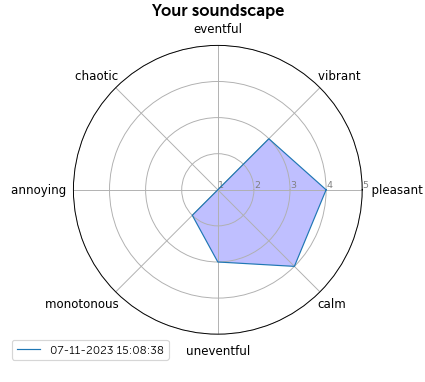 Your soundscape
eventful
chaotic
vibrant
annoying
1 2 3 4 5
pleasant
monotonous
calm
07-11-2023 15:08:38
uneventful